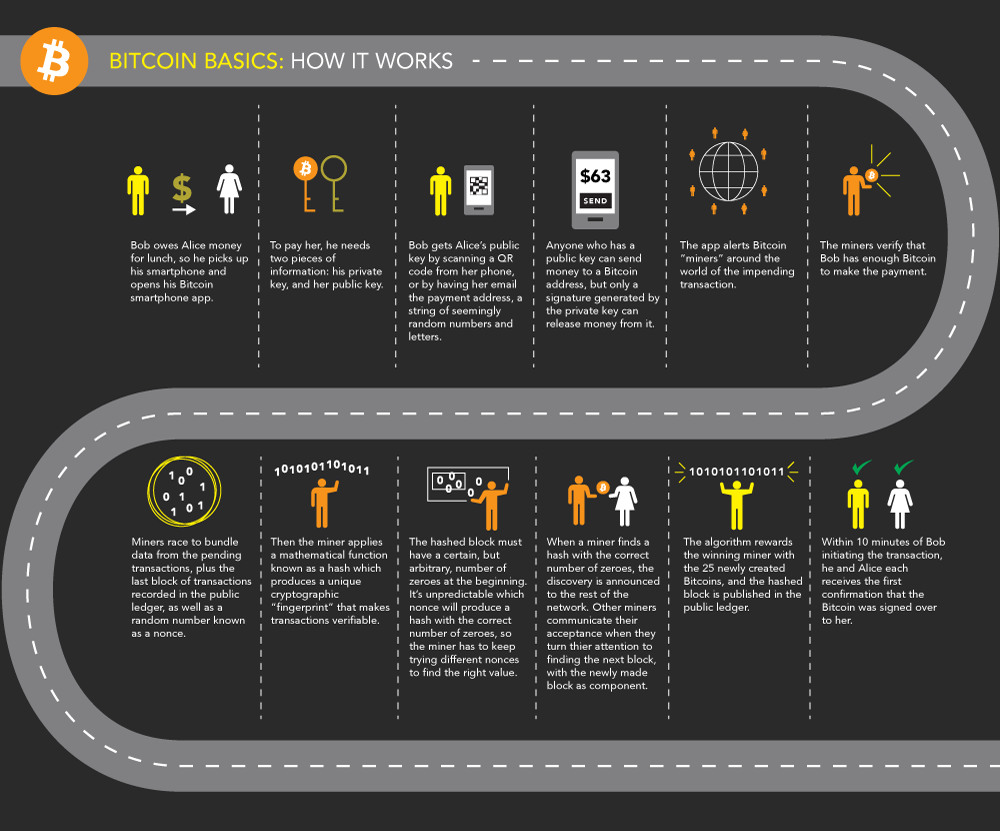 BITCOIN BASICS: HOW IT WORKS
$
Bob owes Alice money
for lunch, so he picks up
his smartphone and
opens his Bitcoin
smartphone app.
To pay her, he needs
two pieces of
information: his private
key, and her public key.
Bob gets Alice's public
key by scanning a QR
code from her phone,
or by having her email
the payment address, a
string of seemingly
random numbers and
letters.
$63
SEND
Anyone who has a
public key can send
money to a Bitcoin
address, but only a
signature generated by
the private key can
release money from it.
The app alerts Bitcoin
"miners" around the
world of the impending
transaction.
The miners verify that
Bob has enough Bitcoin
to make the payment.
1 0
0 1 1
1 0 1
Miners race to bundle
data from the pending
transactions, plus the
last block of transactions
recorded in the public
ledger, as well as a
random number known
as a nonce.
1010101101011
Then the miner applies
a mathematical function
known as a hash which
produces a unique
cryptographic
"fingerprint" that makes
transactions verifiable.
0 0 0
0 0 0
The hashed block must
have a certain, but
arbitrary, number of
zeroes at the beginning.
It's unpredictable which
nonce will produce a
hash with the correct
number of zeroes, so
the miner has to keep
trying different nonces
to find the right value.
When a miner finds a
hash with the correct
number of zeroes, the
discovery is announced
to the rest of the
network. Other miners
communicate their
acceptance when they
turn thier attention to
finding the next block,
with the newly made
block as component.
1010101101011
The algorithm rewards
the winning miner with
the 25 newly created
Bitcoins, and the hashed
block is published in the
public ledger.
Within 10 minutes of Bob
initiating the transaction,
he and Alice each
receives the first
confirmation that the
Bitcoin was signed over
to her.